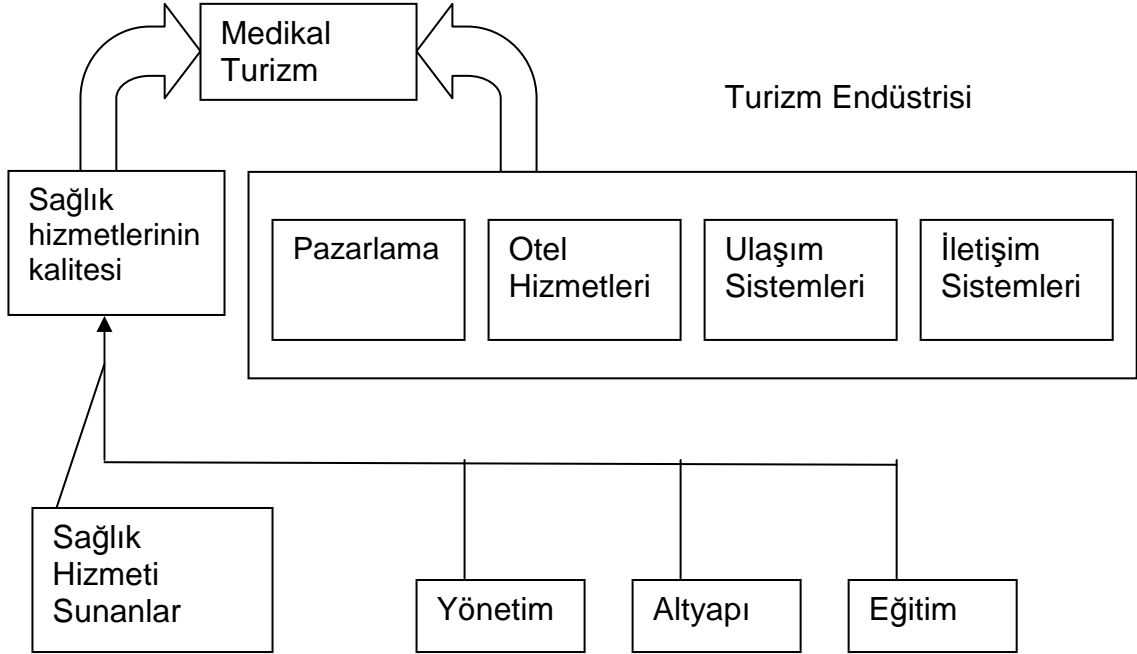 Medikal
Turizm
Turizm Endüstrisi
Sağlık
hizmetlerinin
kalitesi
Pazarlama
Otel
Hizmetleri
Ulaşım
Sistemleri
İletişim
Sistemleri
Sağlık
Hizmeti
Sunanlar
Yönetim
Altyapı
Eğitim